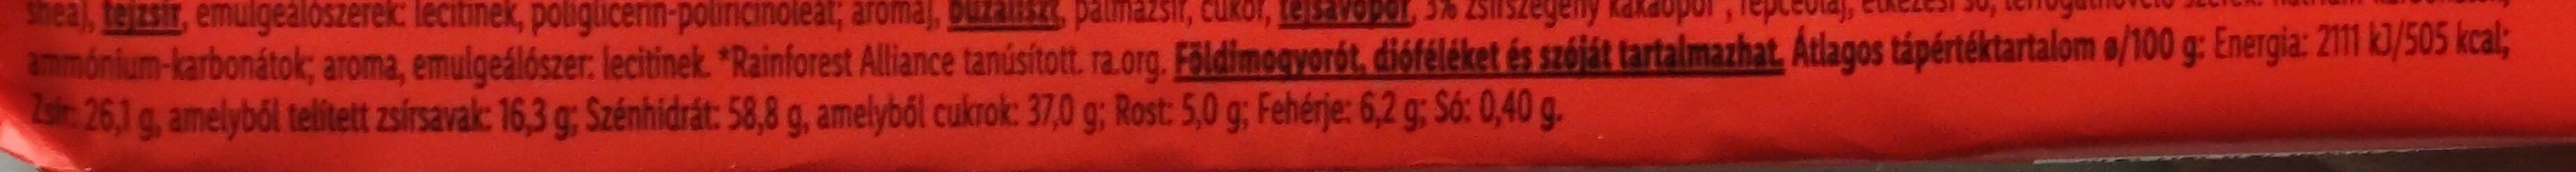 shea), tejzsír, emulgeálószerek: lecitinek, poliglicerin-poliricinoleát; aroma], búzaliszt, pálmazsír, cukor, tejsavópor, 3% zsírszegény kakaópor*, repceolaj, étkezési só, térfogatnövelő szerek: nátrium-karbonátok,
ammónium-karbonátok; aroma, emulgeálószer: lecitinek. *Rainforest Alliance tanúsított. ra.org. Földimogyorót, dióféléket és szóját tartalmazhat. Átlagos tápértéktartalom ø/100 g: Energia: 2111 kJ/505 kcal;
Zsír: 26,1 g, amelyből telített zsírsavak: 16,3 g; Szénhidrát: 58,8 g, amelyből cukrok: 37,0 g; Rost: 5,0 g; Fehérje: 6,2 g; Só: 0,40 g.